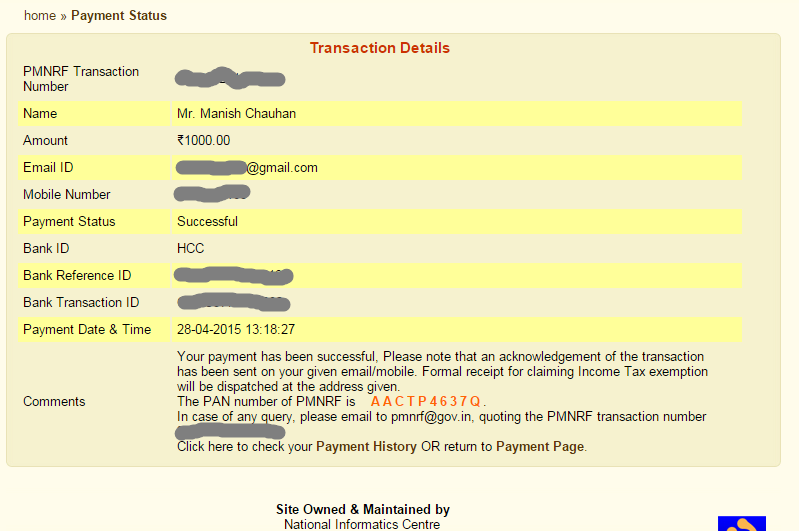 home » Payment Status
Transaction Details
PMNRF Transaction
Number
Name Mr. Manish Chauhan
Amount ₹1000.00
Email ID @gmail.com
Mobile Number
Payment Status Successful
Bank ID HCC
Bank Reference ID
Bank Transaction ID
Payment Date & Time 28-04-2015 13:18:27
Comments
Your payment has been successful, Please note that an acknowledgement of the transaction
has been sent on your given email/mobile. Formal receipt for claiming Income Tax exemption
will be dispatched at the address given.
The PAN number of PMNRF is AACTP4637Q.
In case of any query, please email to pmnrf@gov.in, quoting the PMNRF transaction number
Click here to check your Payment History OR return to Payment Page.
Site Owned & Maintained by
National Informatics Centre